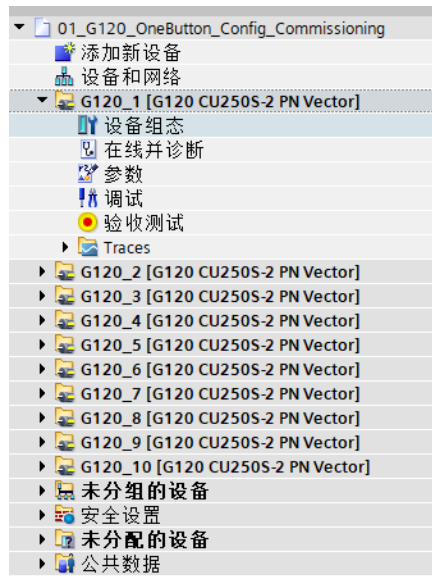 01_G120_OneButton_Config_Commissioning
添加新设备
设备和网络
G120_1 [G120 CU250S-2 PN Vector]
设备组态
在线并诊断
参数
调试
验收测试
Traces
G120_2 [G120 CU250S-2 PN Vector]
G120_3 [G120 CU250S-2 PN Vector]
G120_4 [G120 CU250S-2 PN Vector]
G120_5 [G120 CU250S-2 PN Vector]
G120_6 [G120 CU250S-2 PN Vector]
G120_7 [G120 CU250S-2 PN Vector]
G120_8 [G120 CU250S-2 PN Vector]
G120_9 [G120 CU250S-2 PN Vector]
G120_10 [G120 CU250S-2 PN Vector]
未分组的设备
安全设置
未分配的设备
公共数据